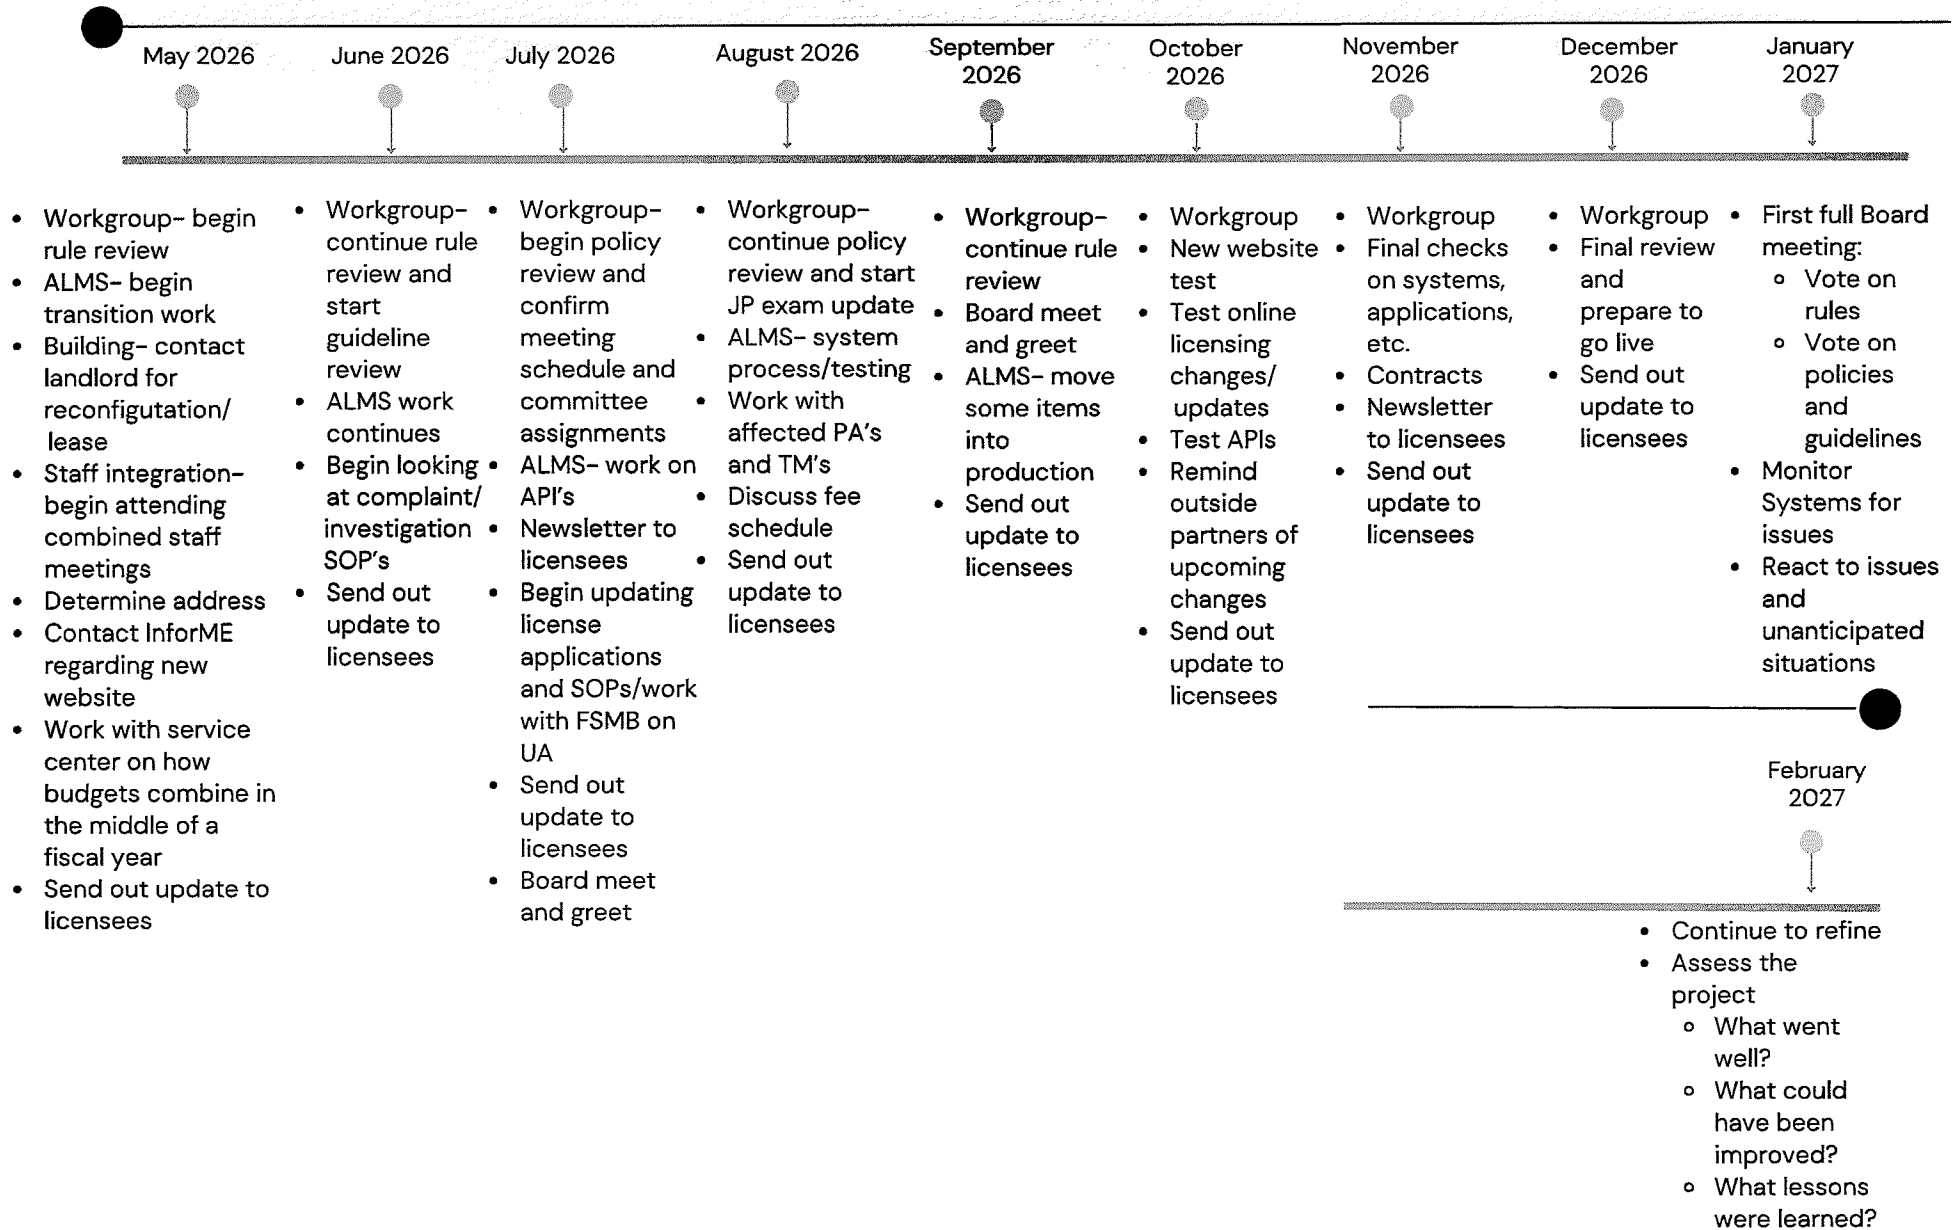 May 2026
June 2026
July 2026
August 2026
September
2026
October
2026
November
2026
December
2026
January
2027
• Workgroup- begin
rule review
• ALMS- begin
transition work
• Building- contact
landlord for
reconfigutation/
lease
• Staff integration-
begin attending
combined staff
meetings
• Determine address
• Contact InforME
regarding new
website
• Work with service
center on how
budgets combine in
the middle of a
fiscal year
• Send out update to
licensees
• Workgroup-
continue rule
review and
start
guideline
review
• ALMS work
continues
• Begin looking
at complaint/
investigation
SOP's
• Send out
update to
licensees
• Workgroup-
begin policy
review and
confirm
meeting
schedule and
committee
assignments
• ALMS- work on
API's
• Newsletter to
licensees
• Begin updating
license
applications
and SOPs/work
with FSMB on
UA
• Send out
update to
licensees
• Board meet
and greet
• Workgroup-
continue policy
review and start
JP exam update
• ALMS- system
process/testing
• Work with
affected PA's
and TM's
• Discuss fee
schedule
• Send out
update to
licensees
• Workgroup-
continue rule
review
• Board meet
and greet
• ALMS- move
some items
into
production
• Send out
update to
licensees
• Workgroup
• New website
test
• Test online
licensing
changes/
updates
• Test APIs
• Remind
outside
partners of
upcoming
changes
• Send out
update to
licensees
• Workgroup
• Final checks
on systems,
applications,
etc.
• Contracts
• Newsletter
to licensees
• Send out
update to
licensees
• Workgroup
• Final review
and
prepare to
go live
• Send out
update to
licensees
• First full Board
meeting:
○ Vote on
rules
○ Vote on
policies
and
guidelines
• Monitor
Systems for
issues
• React to issues
and
unanticipated
situations
February
2027
• Continue to refine
• Assess the
project
○ What went
well?
○ What could
have been
improved?
○ What lessons
were learned?